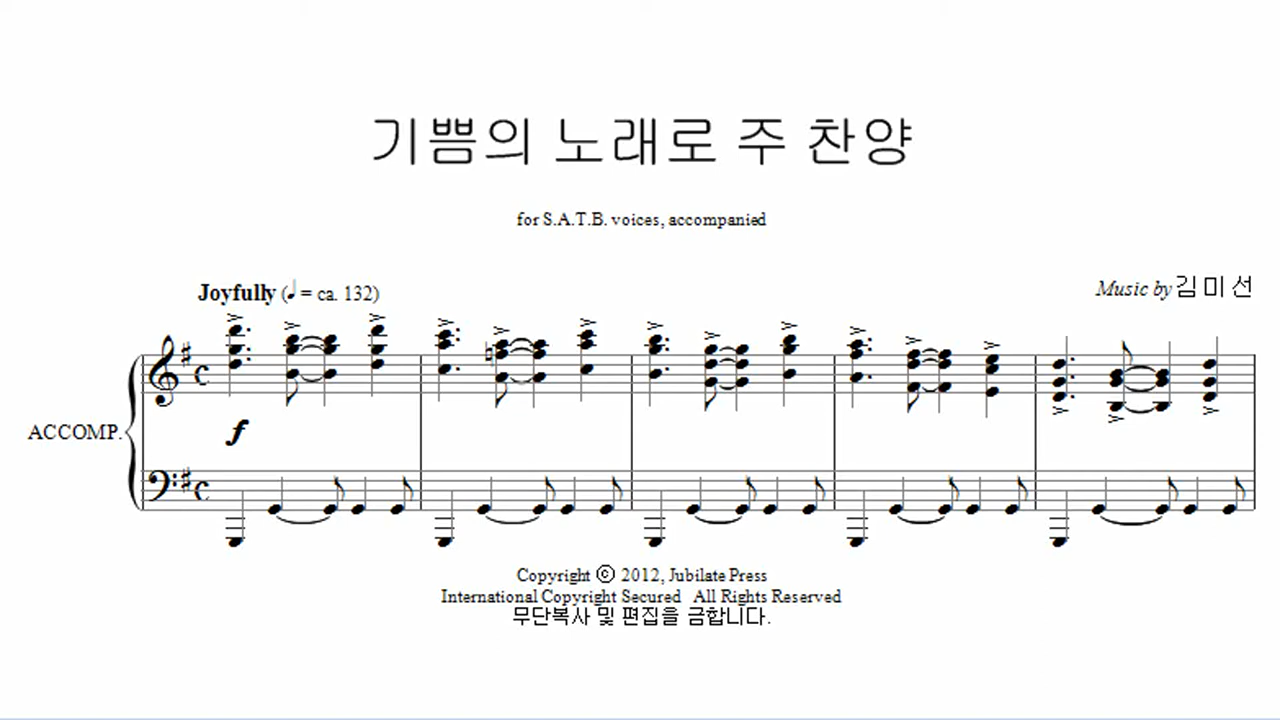 기쁨의 노래로 주 찬양
for S.A.T.B. voices, accompanied
Joyfully (♩= ca. 132)
Music by 김 미 선
f
ACCOMP.
Copyright © 2012, Jubilate Press
International Copyright Secured All Rights Reserved
무단복사 및 편집을 금합니다.